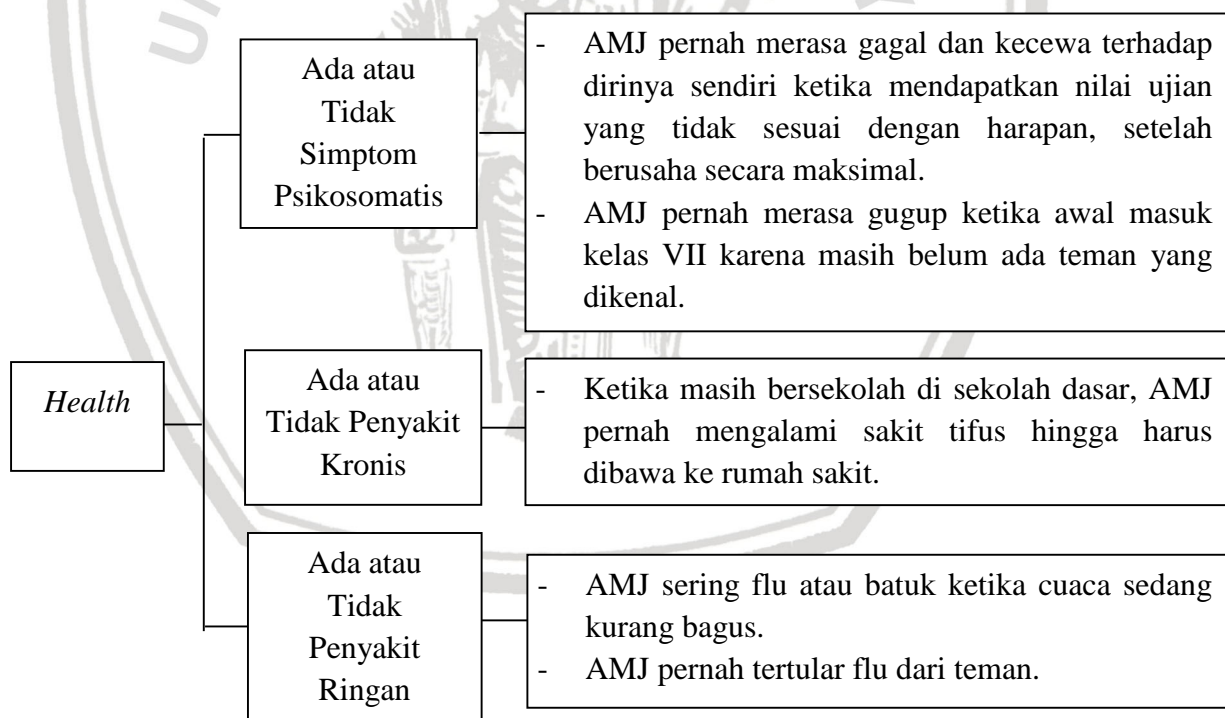 Health
Ada atau
Tidak
Simptom
Psikosomatis
- AMJ pernah merasa gagal dan kecewa terhadap
dirinya sendiri ketika mendapatkan nilai ujian
yang tidak sesuai dengan harapan, setelah
berusaha secara maksimal.
- AMJ pernah merasa gugup ketika awal masuk
kelas VII karena masih belum ada teman yang
dikenal.
Ada atau
Tidak Penyakit
Kronis
- Ketika masih bersekolah di sekolah dasar, AMJ
pernah mengalami sakit tifus hingga harus
dibawa ke rumah sakit.
Ada atau
Tidak
Penyakit
Ringan
- AMJ sering flu atau batuk ketika cuaca sedang
kurang bagus.
- AMJ pernah tertular flu dari teman.